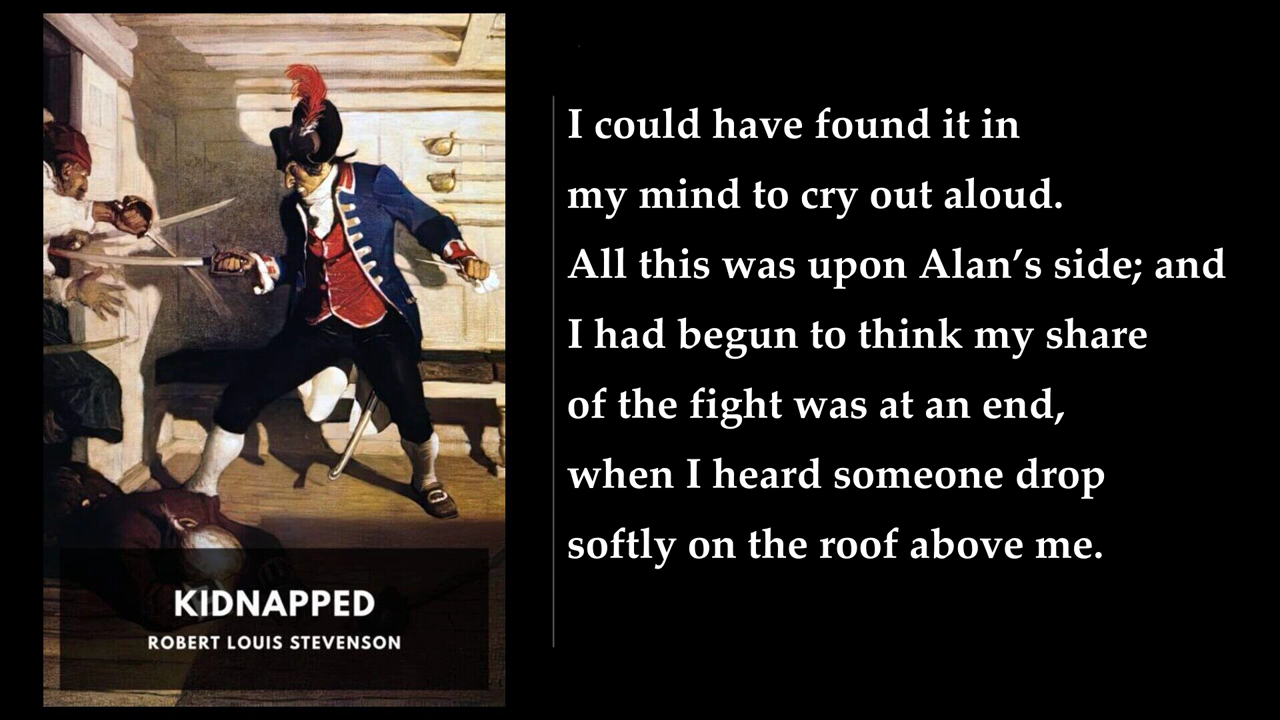 KIDNAPPED
ROBERT LOUIS STEVENSON
I could have found it in
my mind to cry out aloud.
All this was upon Alan’s side; and
I had begun to think my share
of the fight was at an end,
when I heard someone drop
softly on the roof above me.